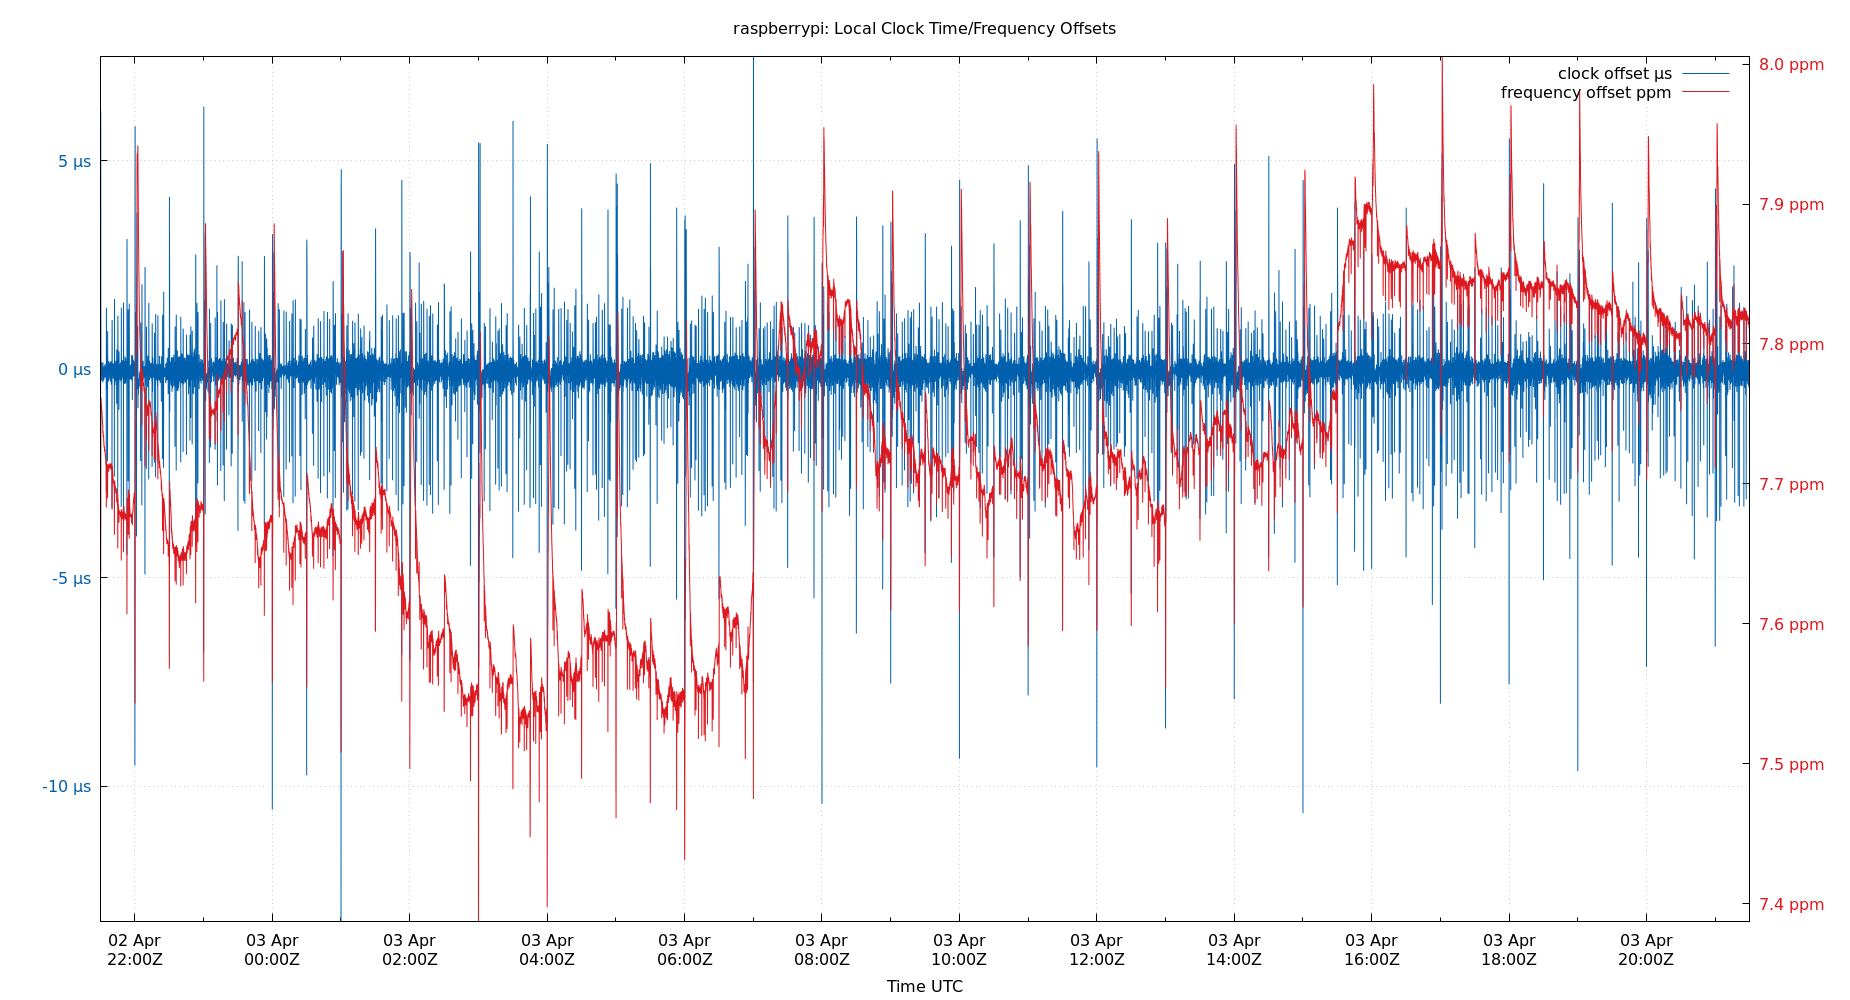 raspberrypi: Local Clock Time/Frequency Offsets
clock offset µs
frequency offset ppm
5 µs
0 µs
-5 µs
-10 µs
8.0 ppm
7.9 ppm
7.8 ppm
7.7 ppm
7.6 ppm
7.5 ppm
7.4 ppm
02 Apr 03 Apr 03 Apr 03 Apr 03 Apr 03 Apr 03 Apr 03 Apr 03 Apr 03 Apr 03 Apr 03 Apr
22:00Z 00:00Z 02:00Z 04:00Z 06:00Z 08:00Z 10:00Z 12:00Z 14:00Z 16:00Z 18:00Z 20:00Z
Time UTC